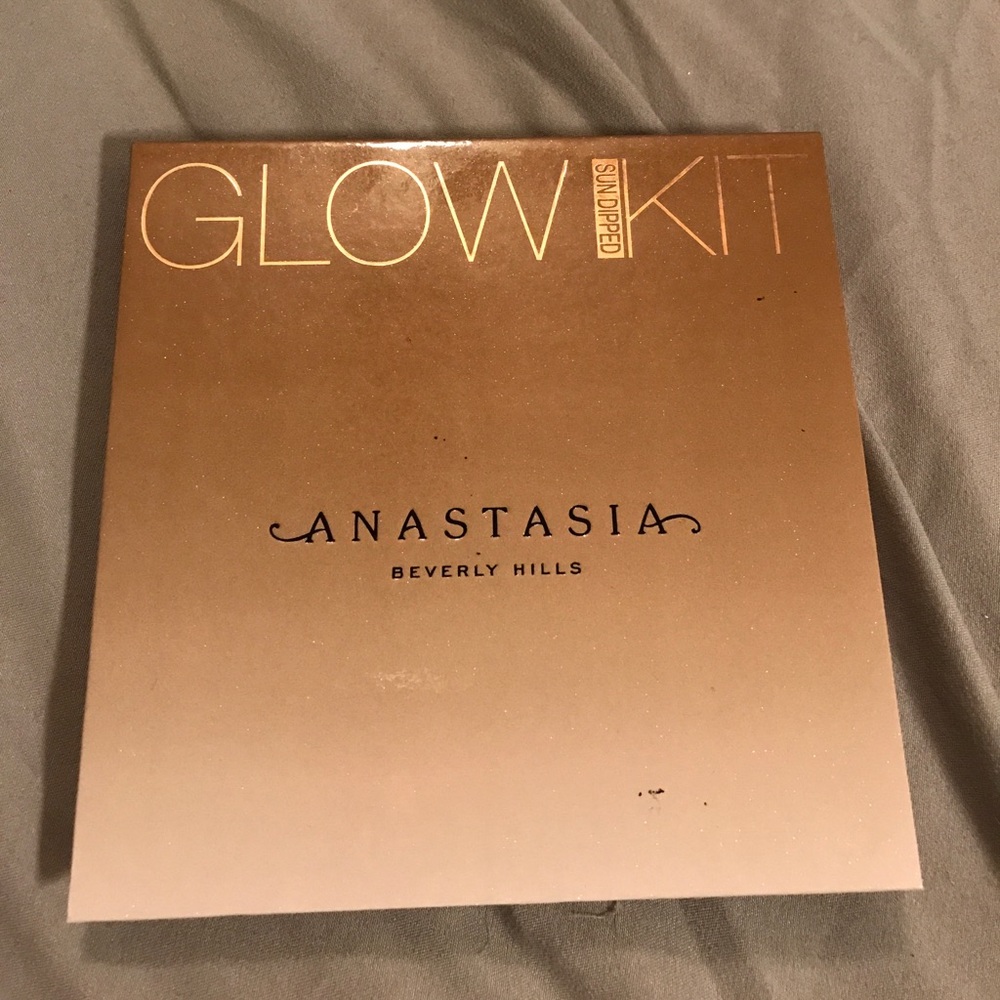 GLOW SUN DIPPED KIT
ANASTASIA
BEVERLY HILLS